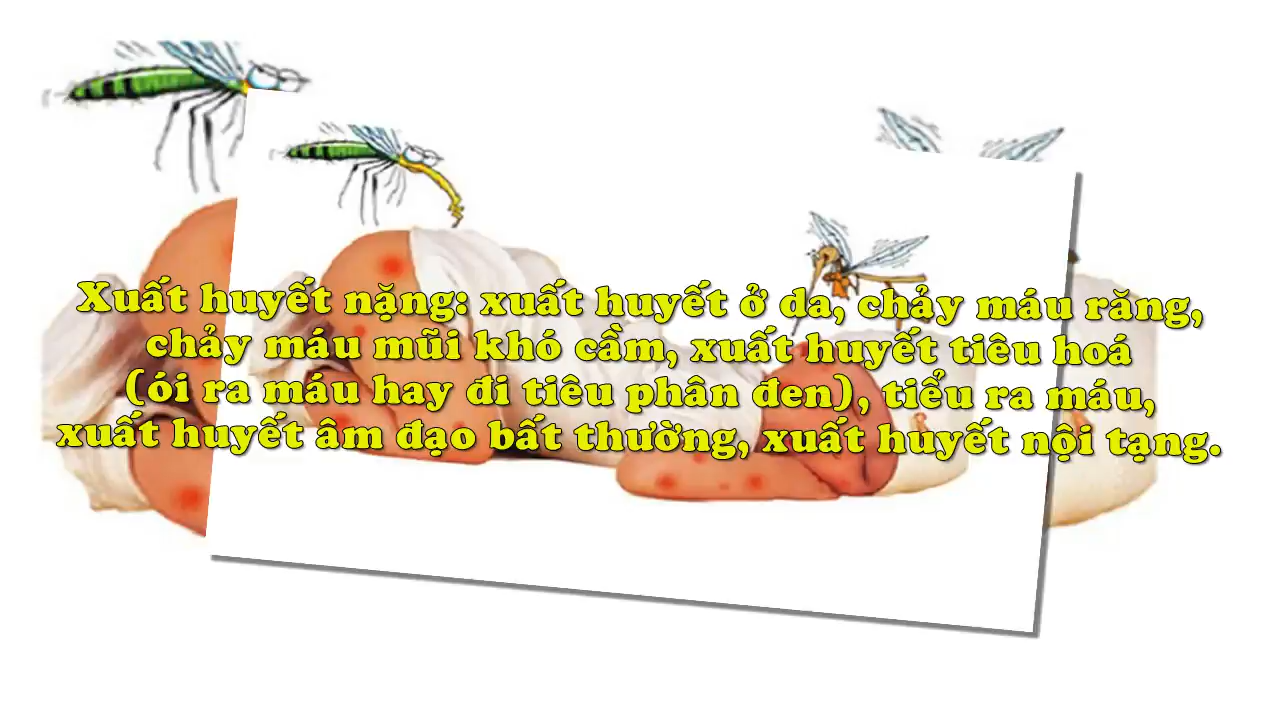 Xuất huyết nặng: xuất huyết ở da, chảy máu răng,
chảy máu mũi khó cầm, xuất huyết tiêu hoá
(ói ra máu hay đi tiêu phân đen), tiểu ra máu,
xuất huyết âm đạo bất thường, xuất huyết nội tạng.